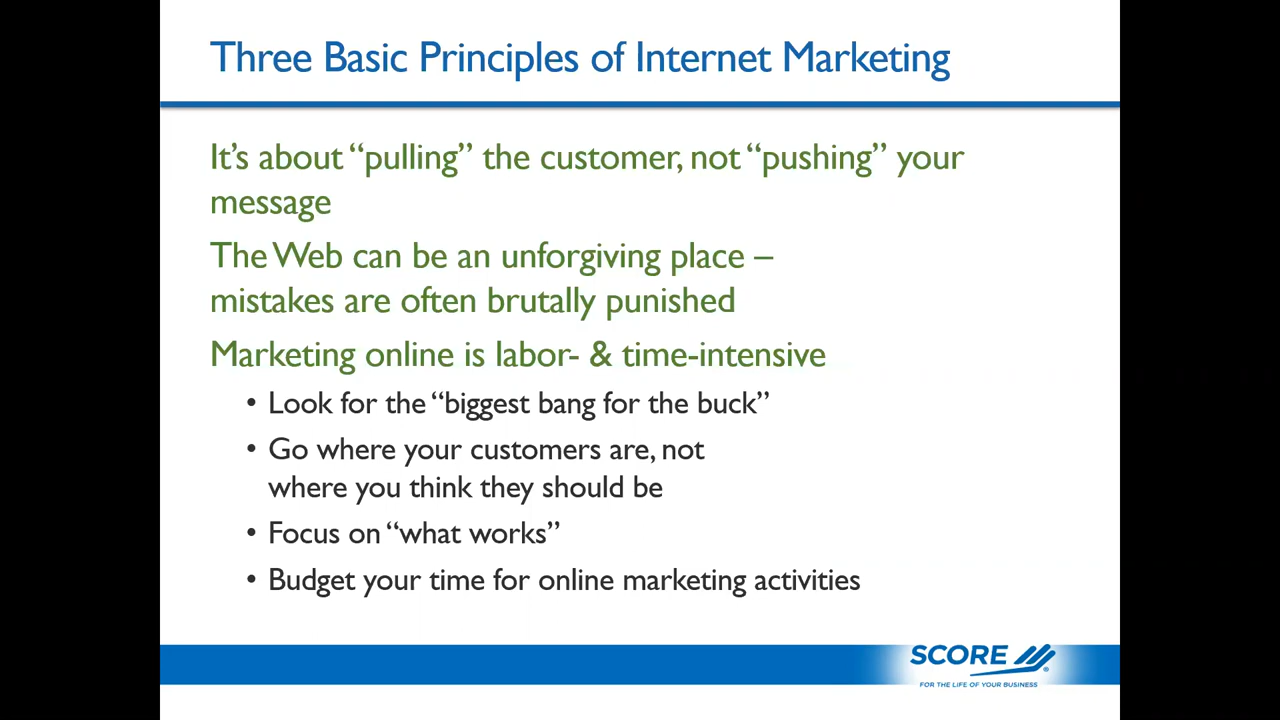 Three Basic Principles of Internet Marketing
It's about “pulling” the customer, not “pushing” your
message
The Web can be an unforgiving place –
mistakes are often brutally punished
Marketing online is labor- & time-intensive
• Look for the “biggest bang for the buck”
• Go where your customers are, not
where you think they should be
• Focus on “what works”
• Budget your time for online marketing activities
SCORE
®
FOR THE LIFE OF YOUR BUSINESS